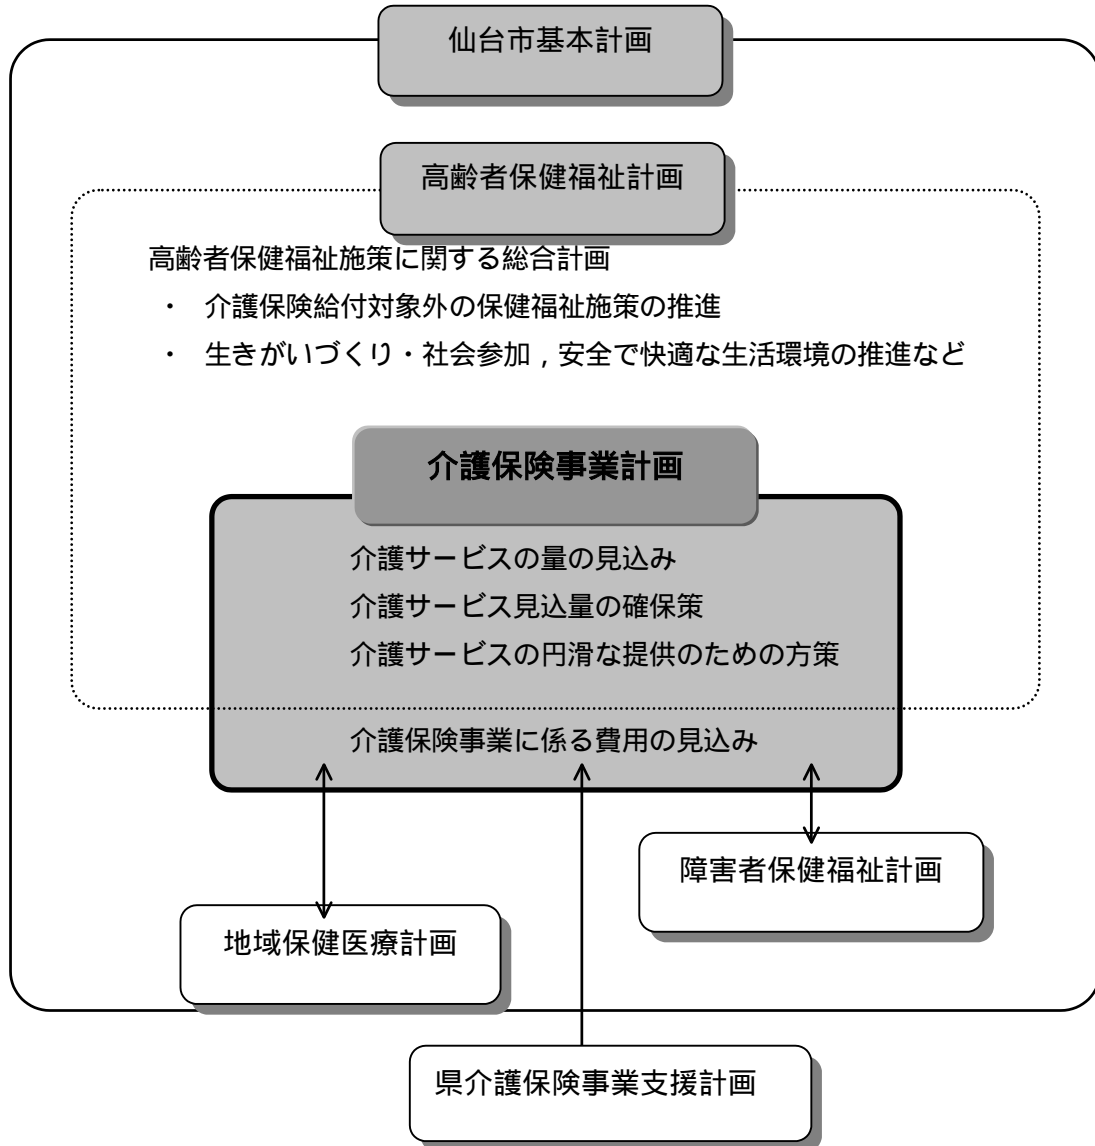 仙台市基本計画
高齢者保健福祉計画
高齢者保健福祉施策に関する総合計画
・ 介護保険給付対象外の保健福祉施策の推進
・ 生きがいづくり・社会参加，安全で快適な生活環境の推進など
介護保険事業計画
介護サービスの量の見込み
介護サービス見込量の確保策
介護サービスの円滑な提供のための方策
介護保険事業に係る費用の見込み
障害者保健福祉計画
地域保健医療計画
県介護保険事業支援計画